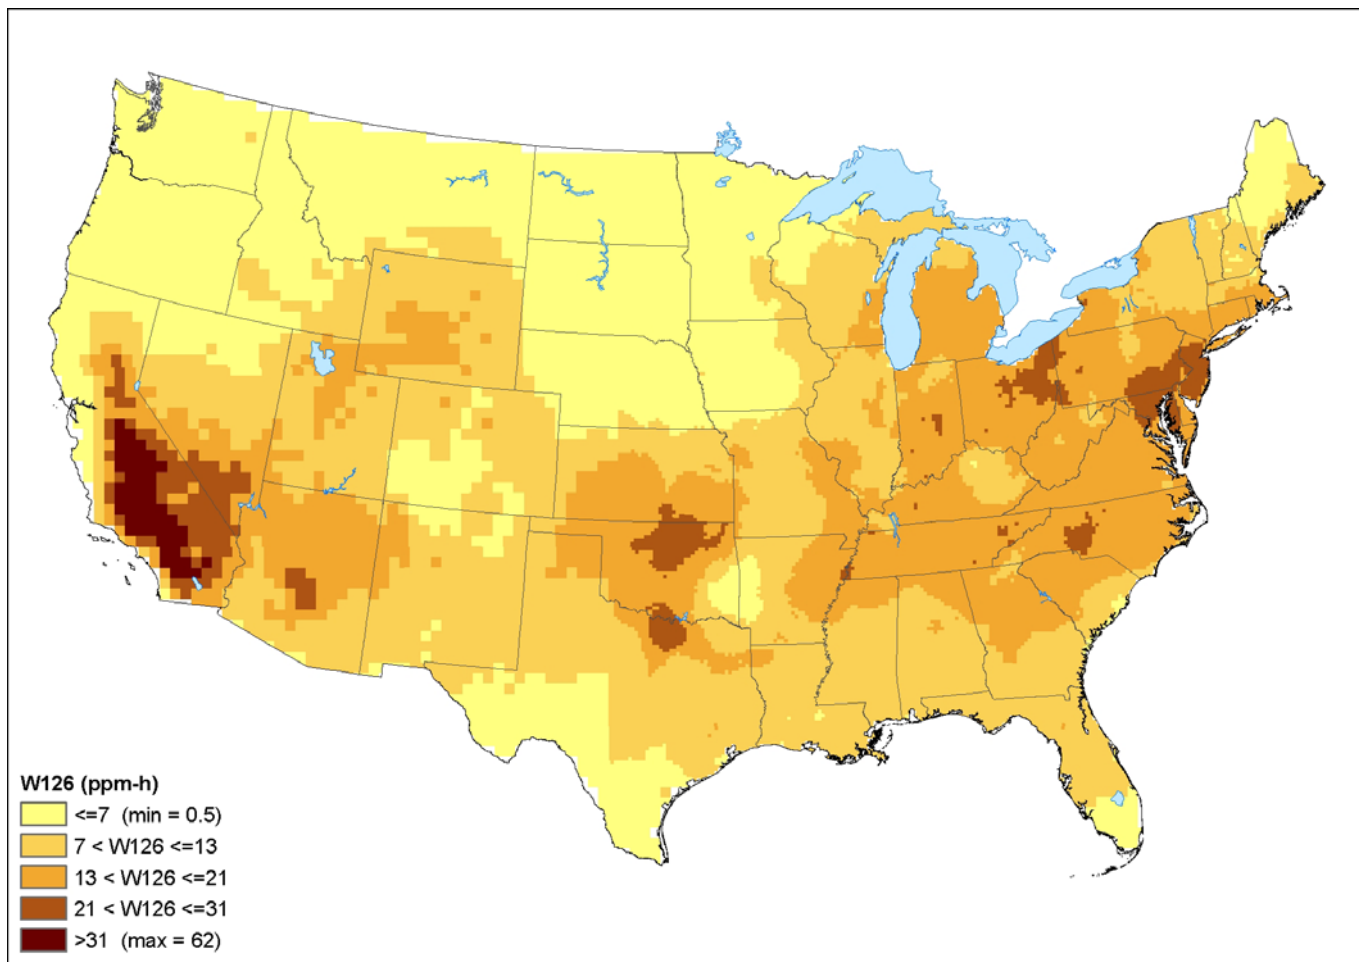 W126 (ppm-h)
<=7 (min = 0.5)
7 < W126 <=13
13 < W126 <=21
21 < W126 <=31
>31 (max = 62)